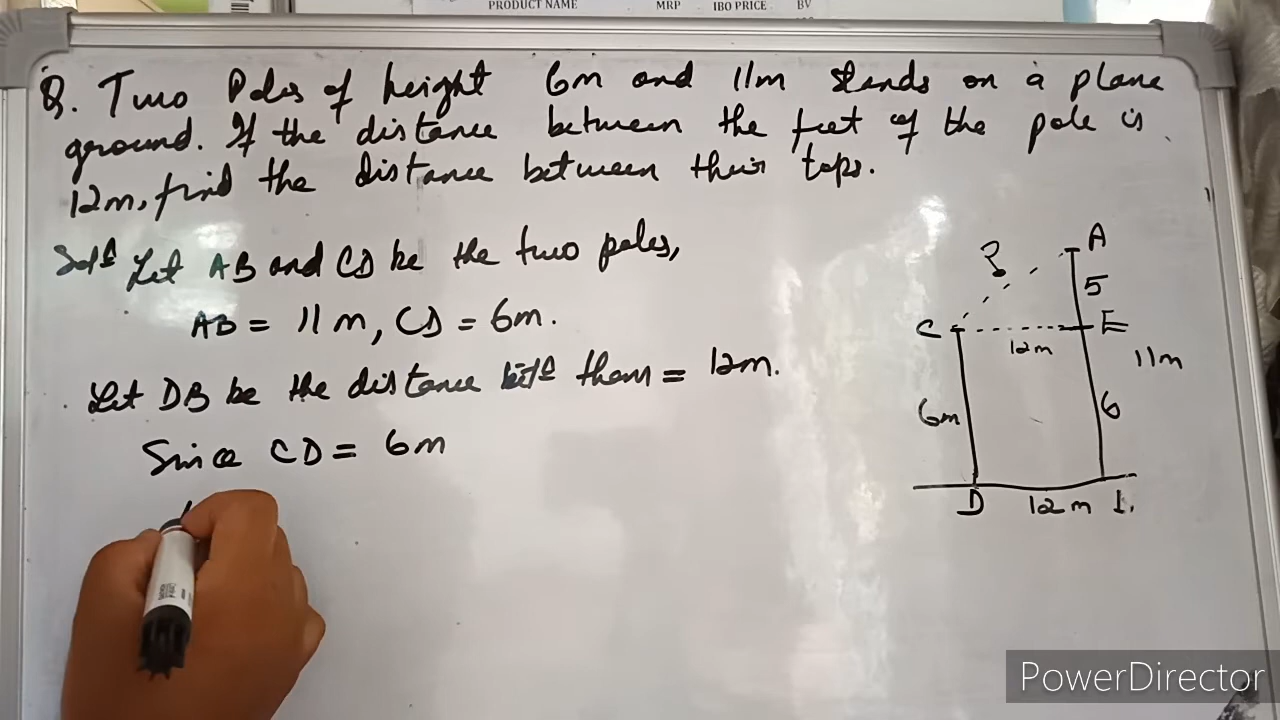 PRODUCT NAME MRP IBO PRICE BV
Q. Two Poles of height 6m and 11m stands on a plane
ground. If the distance between the feet of the pole is
12m, find the distance between their tops.
Solⁿ Let AB and CD be the two poles,
AB = 11m, CD = 6m.
Let DB be the distance betⁿ them = 12m.
Since CD = 6m
A
?
5
C
E
12m
11m
6m
6
D
12m
PowerDirector